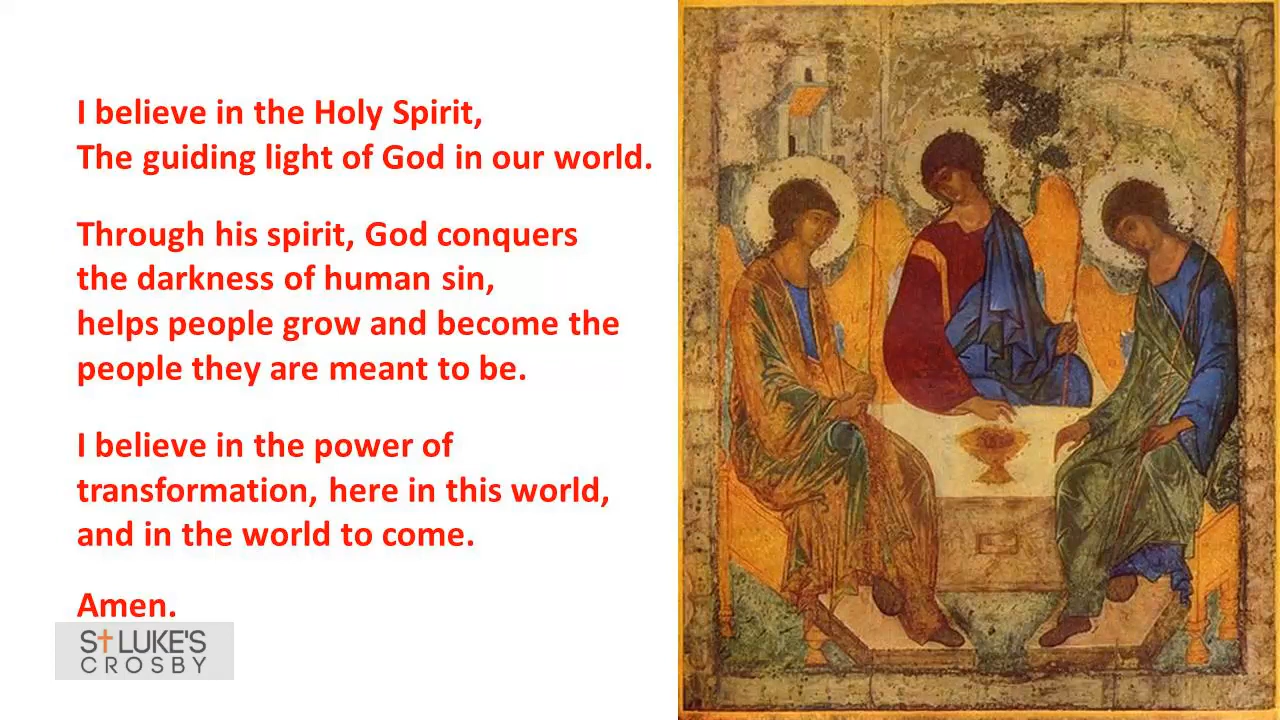 I believe in the Holy Spirit,
The guiding light of God in our world.
Through his spirit, God conquers
the darkness of human sin,
helps people grow and become the
people they are meant to be.
I believe in the power of
transformation, here in this world,
and in the world to come.
Amen.
ST LUKE'S
CROSBY